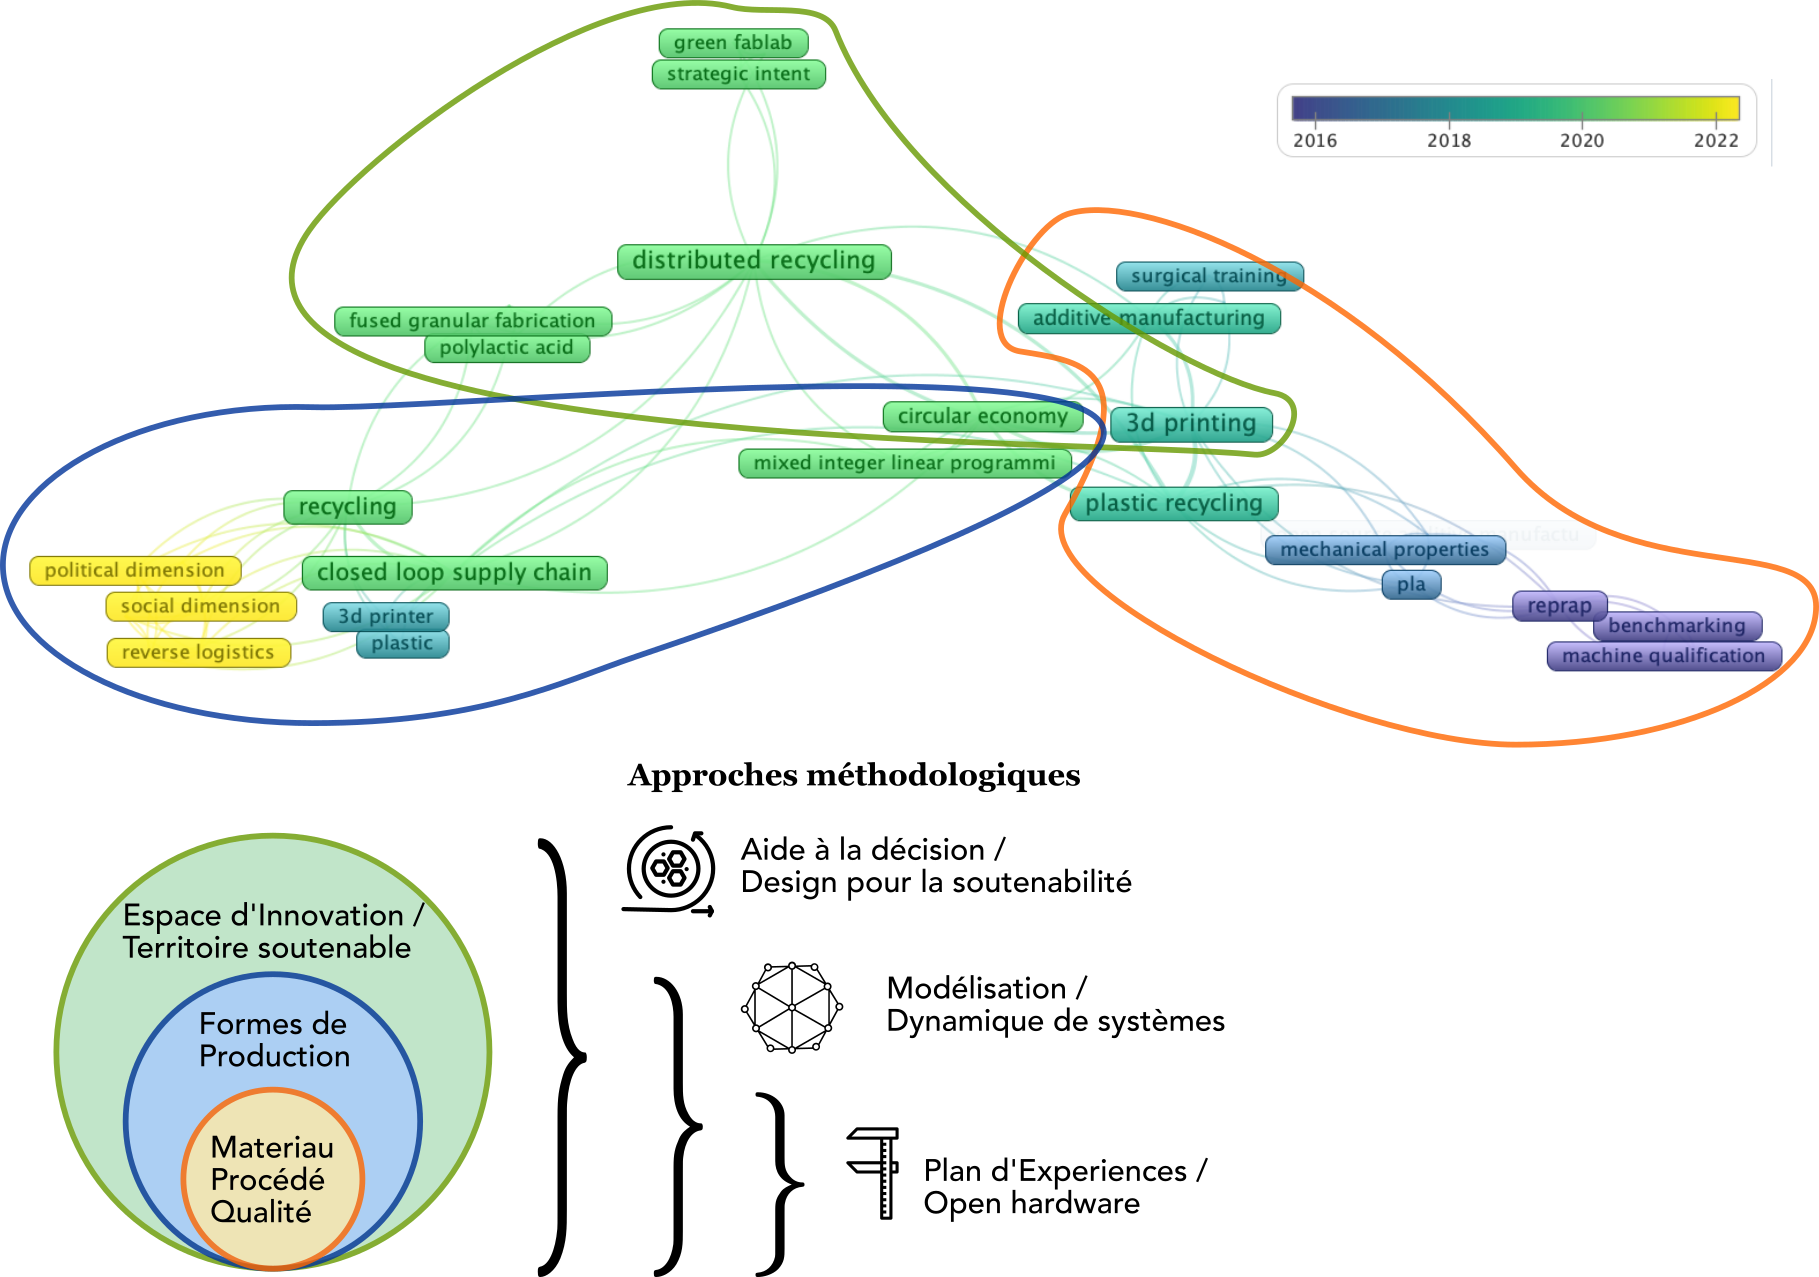 green fablab
strategic intent
2016 2018 2020 2022
distributed recycling
surgical training
fused granular fabrication
additive manufacturing
polylactic acid
circular economy
3d printing
mixed integer linear programmi
recycling
plastic recycling
manufactu
mechanical properties
political dimension
closed loop supply chain
pla
social dimension
3d printer
reprap
benchmarking
plastic
reverse logistics
machine qualification
Approches méthodologiques
Aide à la décision /
Design pour la soutenabilité
Espace d'Innovation /
Territoire soutenable
Modélisation /
Dynamique de systèmes
Formes de
Production
Materiau
Procédé
Qualité
Plan d'Experiences /
Open hardware